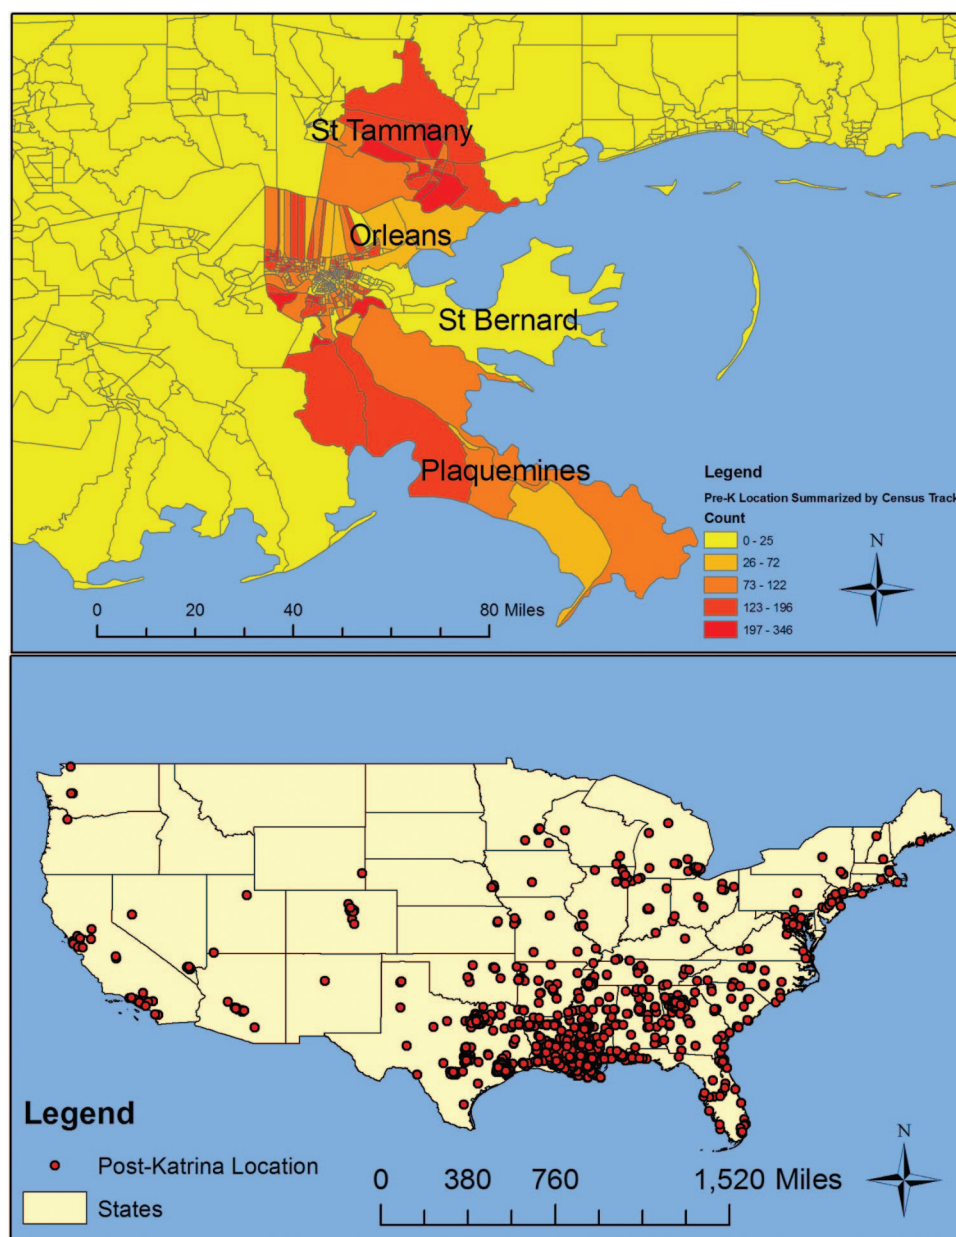 St Tammany
Orleans
St Bernard
Plaquemines
Legend
Pre-K Location Summarized by Census Track
Count
0 - 25
26 - 72
73 - 122
123 - 196
197 - 346
N
0 20 40 80 Miles
Legend
Post-Katrina Location
States
0 380 760 1,520 Miles
N